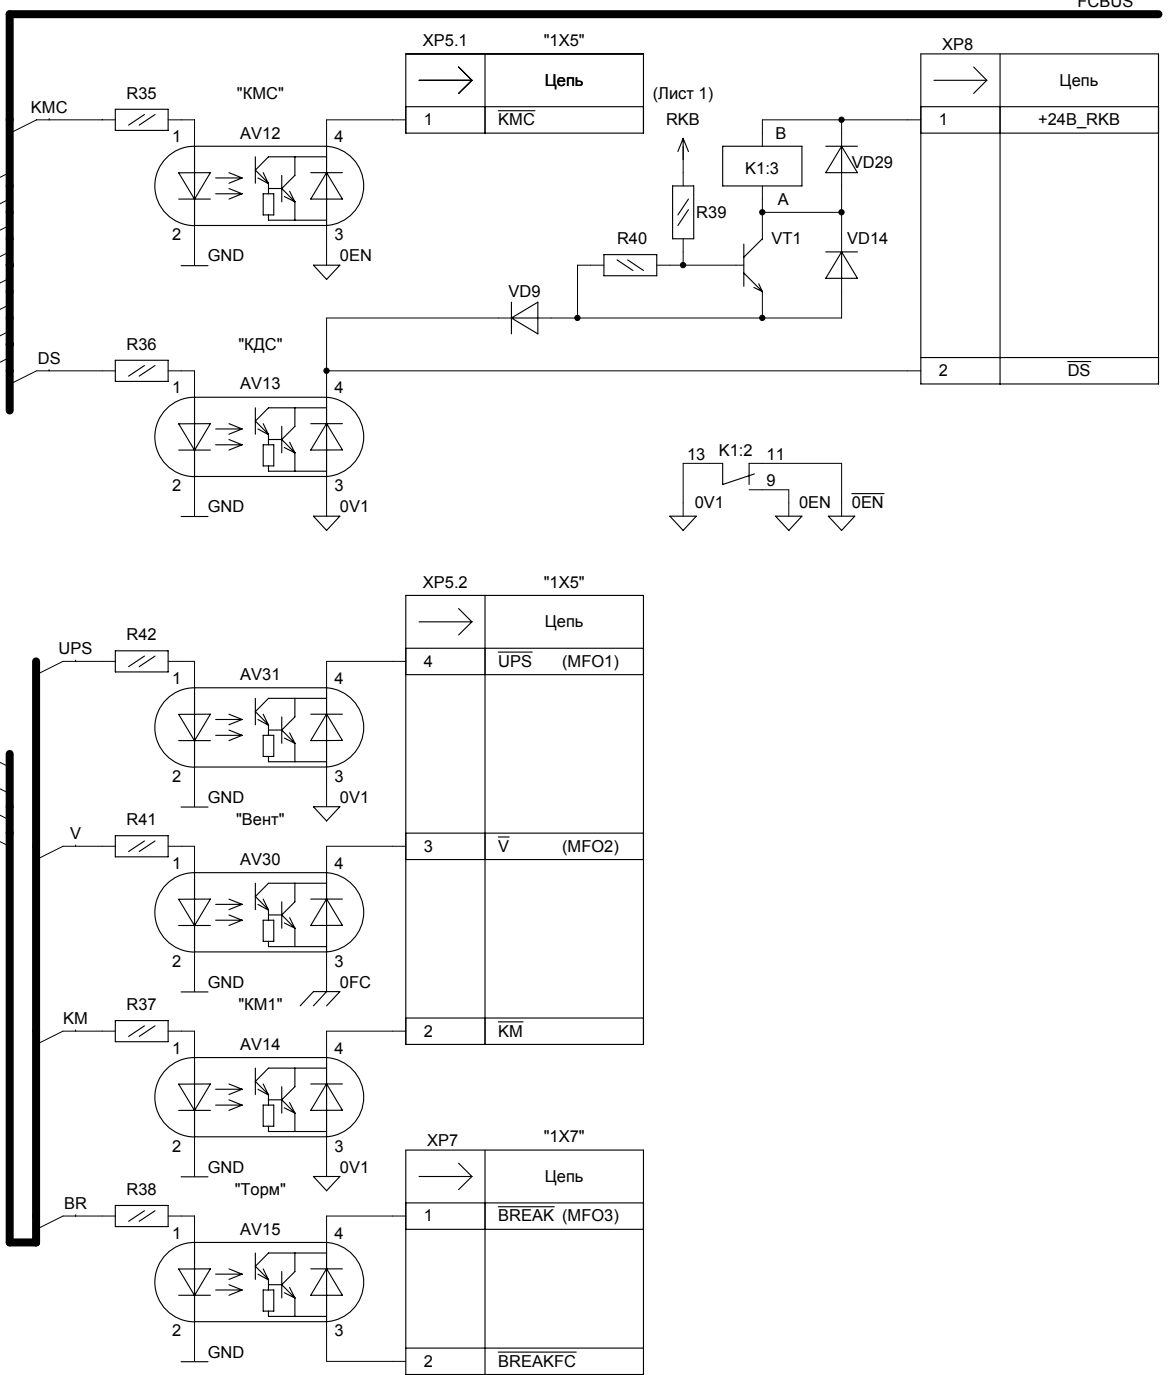 FCBUS
XP5.1 "1X5"
Цепь
1 KMC
XP8
Цепь
1 +24В_RKB
2 DS
KMC
R35
"КМС"
1 AV12 4
2 3
GND 0EN
(Лист 1)
RKB
R39
R40
B
K1:3
A
VD29
VT1
VD14
VD9
DS
R36
"КДС"
1 AV13 4
2 3
GND 0V1
13 K1:2 11
9
0V1 0EN 0EN
XP5.2 "1X5"
Цепь
4 UPS (MFO1)
3 V (MFO2)
2 KM
UPS
R42
1 AV31 4
2 3
GND 0V1
V
R41
"Вент"
1 AV30 4
2 3
GND 0FC
KM
R37
"КМ1"
1 AV14 4
2 3
GND 0V1
XP7 "1X7"
Цепь
1 BREAK (MFO3)
2 BREAKFC
BR
R38
"Торм"
1 AV15 4
2 3
GND